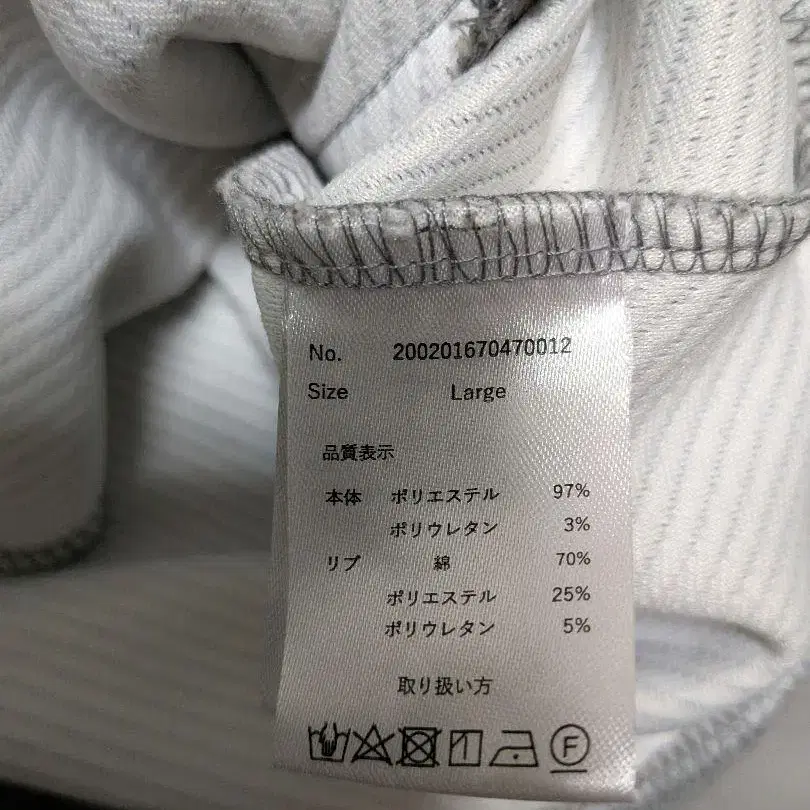 No. 200201670470012
Size Large
品質表示
本体 ポリエステル 97%
ポリウレタン 3%
リブ 綿 70%
ポリエステル 25%
ポリウレタン 5%
取り扱い方
F